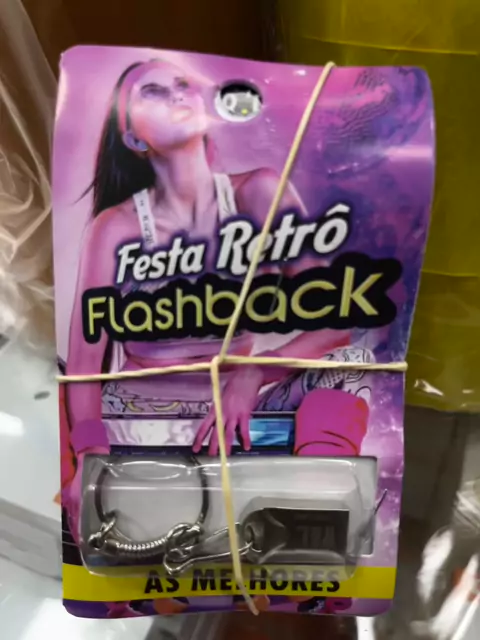 Festa Retrô
Flashback
AS MELHORES